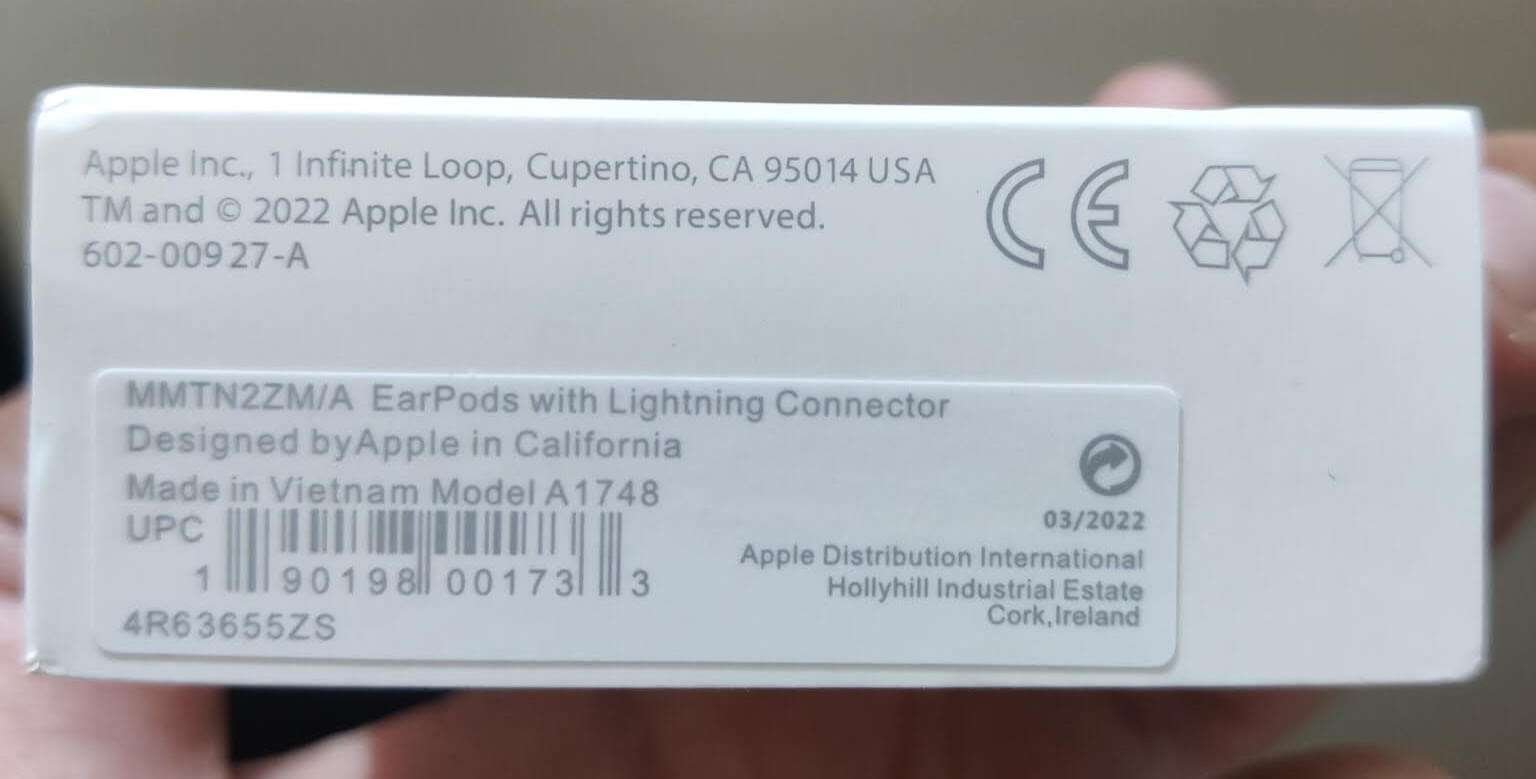 Apple Inc., 1 Infinite Loop, Cupertino, CA 95014 USA
TM and © 2022 Apple Inc. All rights reserved.
602-00927-A
CE
MMTN2ZM/A EarPods with Lightning Connector
Designed byApple in California
Made in Vietnam Model A1748
UPC
1 90198 00173 3
4R63655ZS
03/2022
Apple Distribution International
Hollyhill Industrial Estate
Cork,Ireland